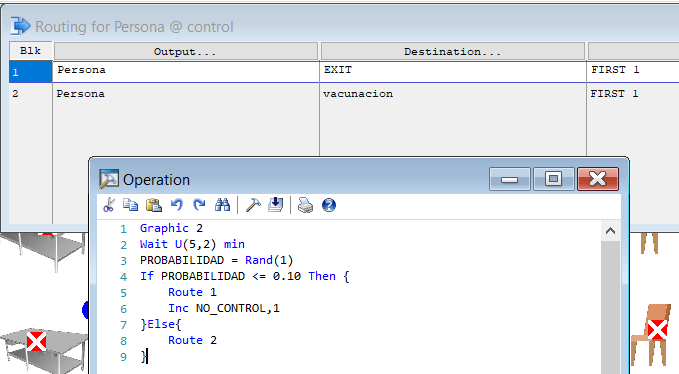 Routing for Persona @ control
Blk Output... Destination...
1 Persona EXIT FIRST 1
2 Persona vacunacion FIRST 1
Operation
1 Graphic 2
2 Wait U(5,2) min
3 PROBABILIDAD = Rand(1)
4 If PROBABILIDAD <= 0.10 Then {
5 Route 1
6 Inc NO_CONTROL,1
7 }Else{
8 Route 2
9 }